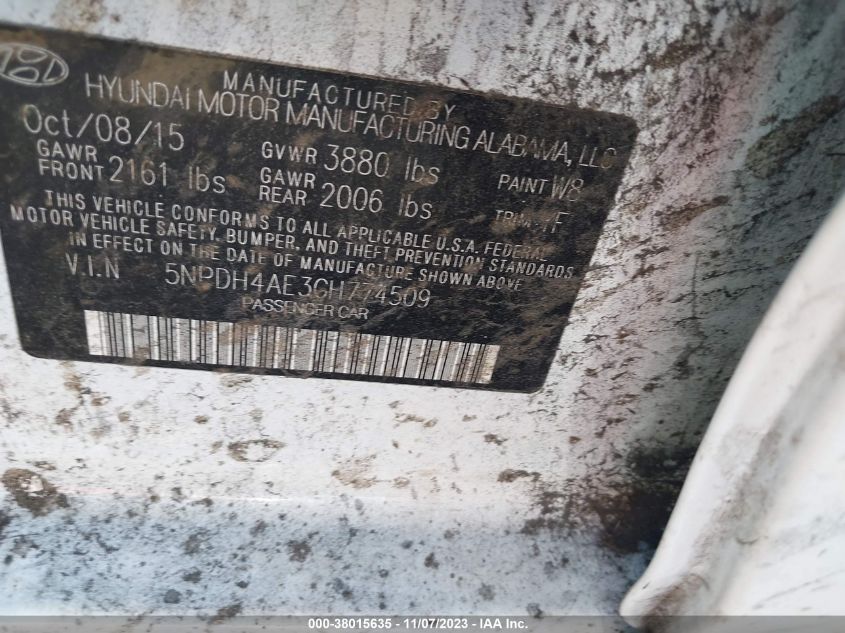 MANUFACTURED BY
HYUNDAI MOTOR MANUFACTURING ALABAMA, LLC
Oct/08/15 GVWR 3880 lbs PAINT W8
GAWR FRONT 2161 lbs GAWR REAR 2006 lbs TRIM
THIS VEHICLE CONFORMS TO ALL APPLICABLE U.S.A. FEDERAL
MOTOR VEHICLE SAFETY, BUMPER, AND THEFT PREVENTION STANDARDS
IN EFFECT ON THE DATE OF MANUFACTURE SHOWN ABOVE
V.I.N 5NPDH4AE3GH774509
PASSENGER CAR
000-38015635 - 11/07/2023 - IAA Inc.